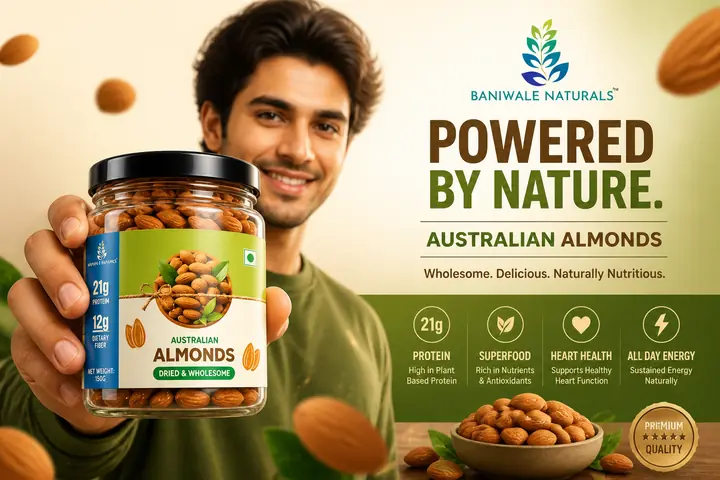 BANIWALE NATURALS™
POWERED
BY NATURE.
AUSTRALIAN ALMONDS
Wholesome. Delicious. Naturally Nutritious.
21g
PROTEIN
High in Plant
Based Protein
SUPERFOOD
Rich in Nutrients
& Antioxidants
HEART HEALTH
Supports Healthy
Heart Function
ALL DAY ENERGY
Sustained Energy
Naturally
PREMIUM
QUALITY
BANIWALE NATURALS
21g
PROTEIN
12g
DIETARY
FIBER
NET WEIGHT:
150G
AUSTRALIAN
ALMONDS
DRIED & WHOLESOME